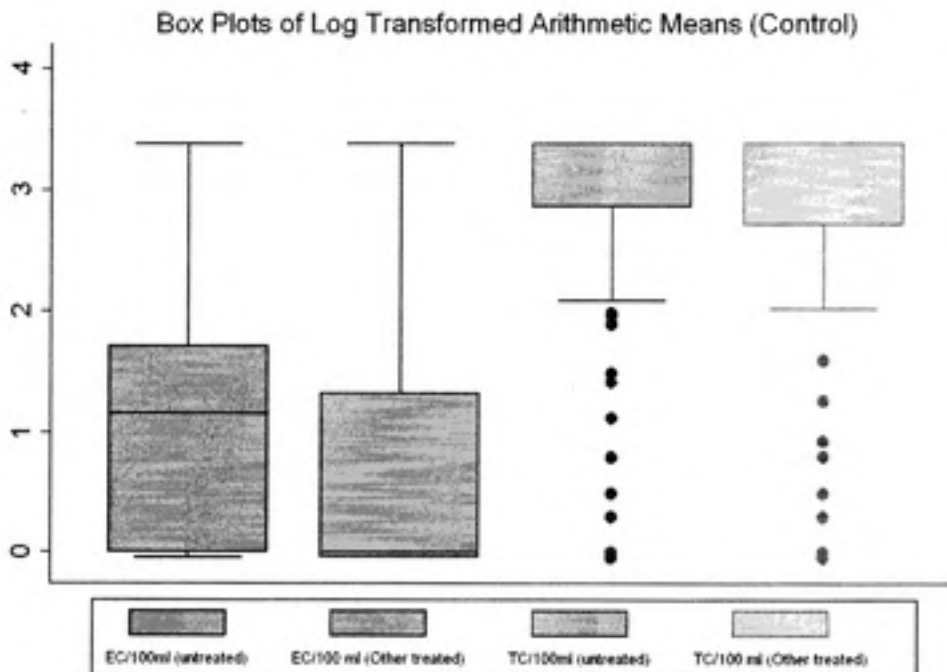 Box Plots of Log Transformed Arithmetic Means (Control)
4
3
2
1
0
EC/100ml (untreated) EC/100 ml (Other treated) TC/100ml (untreated) TC/100 ml (Other treated)